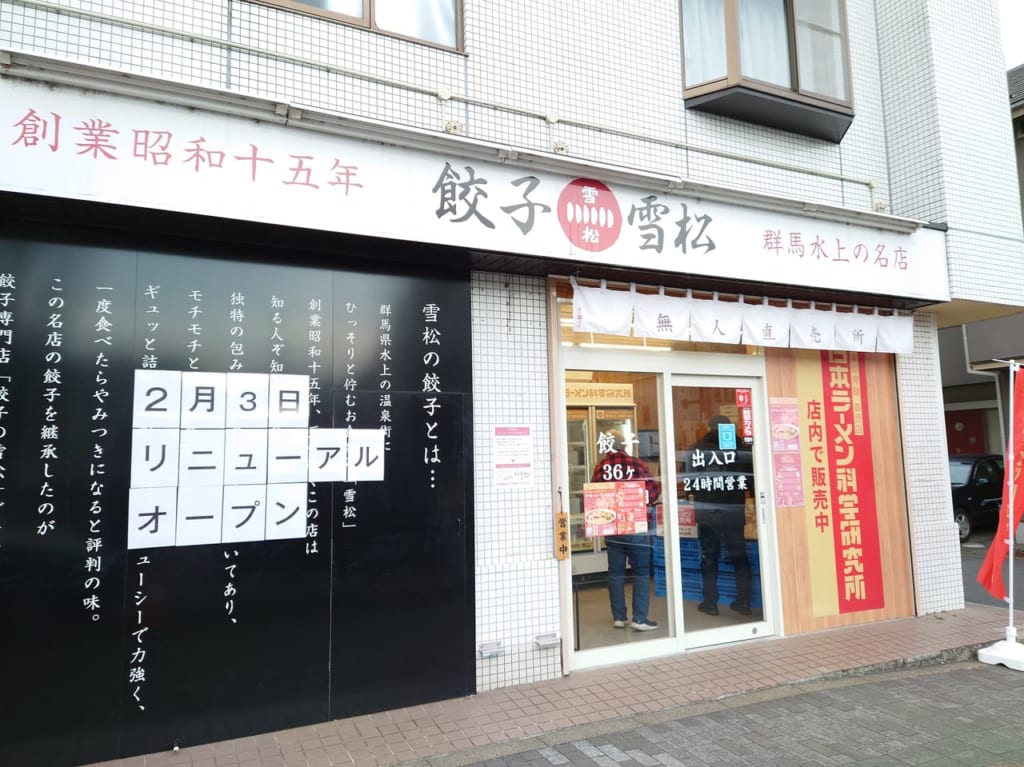 創業昭和十五年
餃子
雪
松
雪松
群馬水上の名店
無人直売所
雪松の餃子とは…
群馬県水上の温泉街に
ひっそりと佇むお
雪松」
創業昭和十五年、
の店は
知る人ぞ知
独特の包み
いてあり、
モチモチと
ギュッと詰
ューシーで力強く、
一度食べたらやみつきになると評判の味。
この名店の餃子を継承したのが
餃子専門店「餃子の
2月3日
リニューアル
オープン
ラーメン科学研究所
餃子
36ケ
出入口
24時間営業
営業中
日本ラーメン科学研究所
店内で販売中